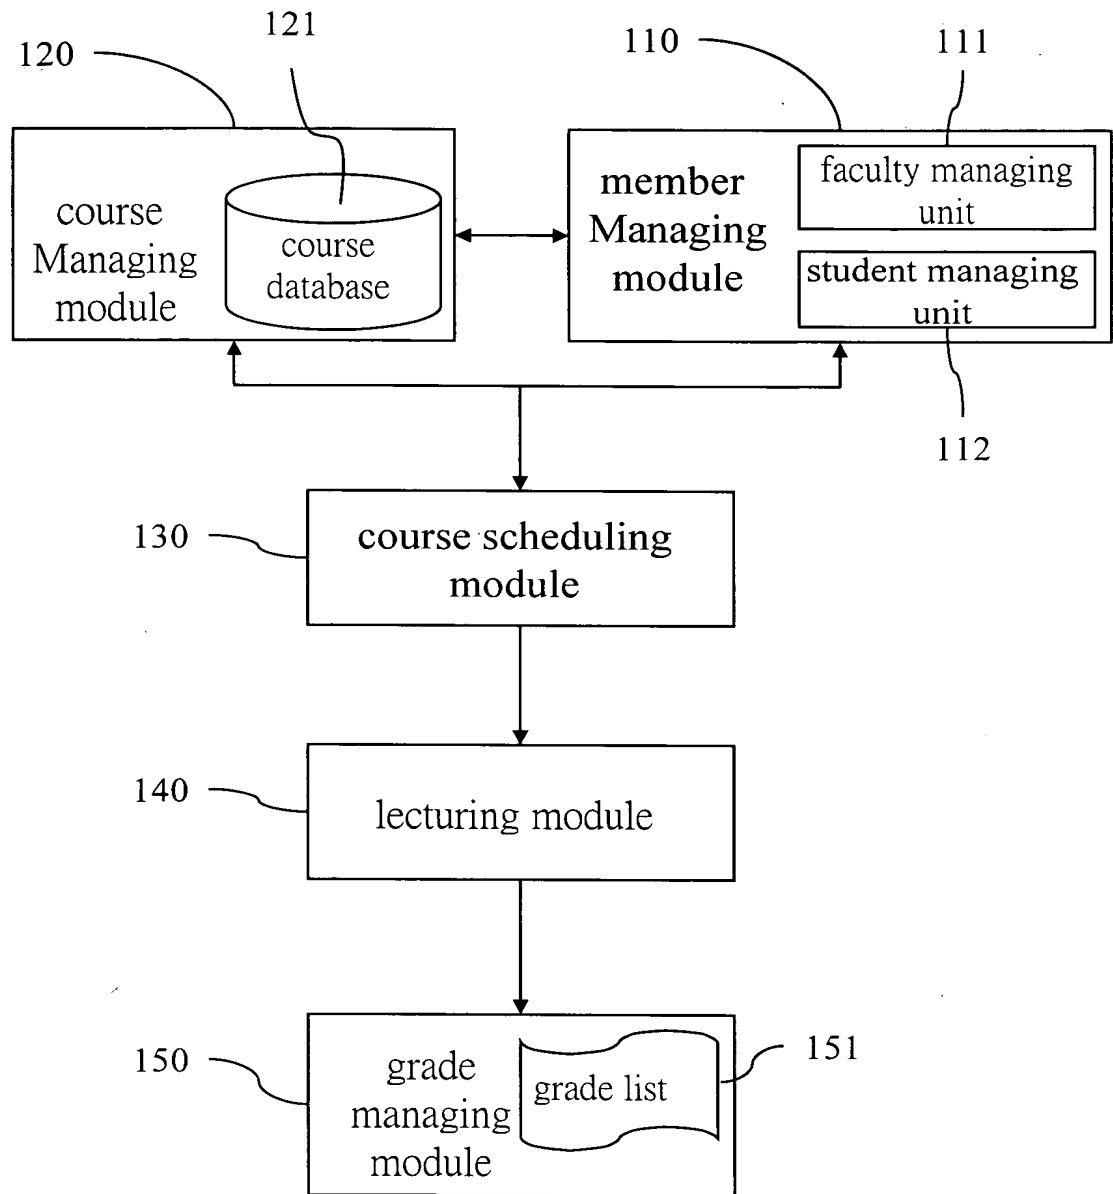 120
121
110
111
course
Managing
module
course
database
member
Managing
module
faculty managing
unit
student managing
unit
112
130
course scheduling
module
140
lecturing module
150
grade
managing
module
grade list
151